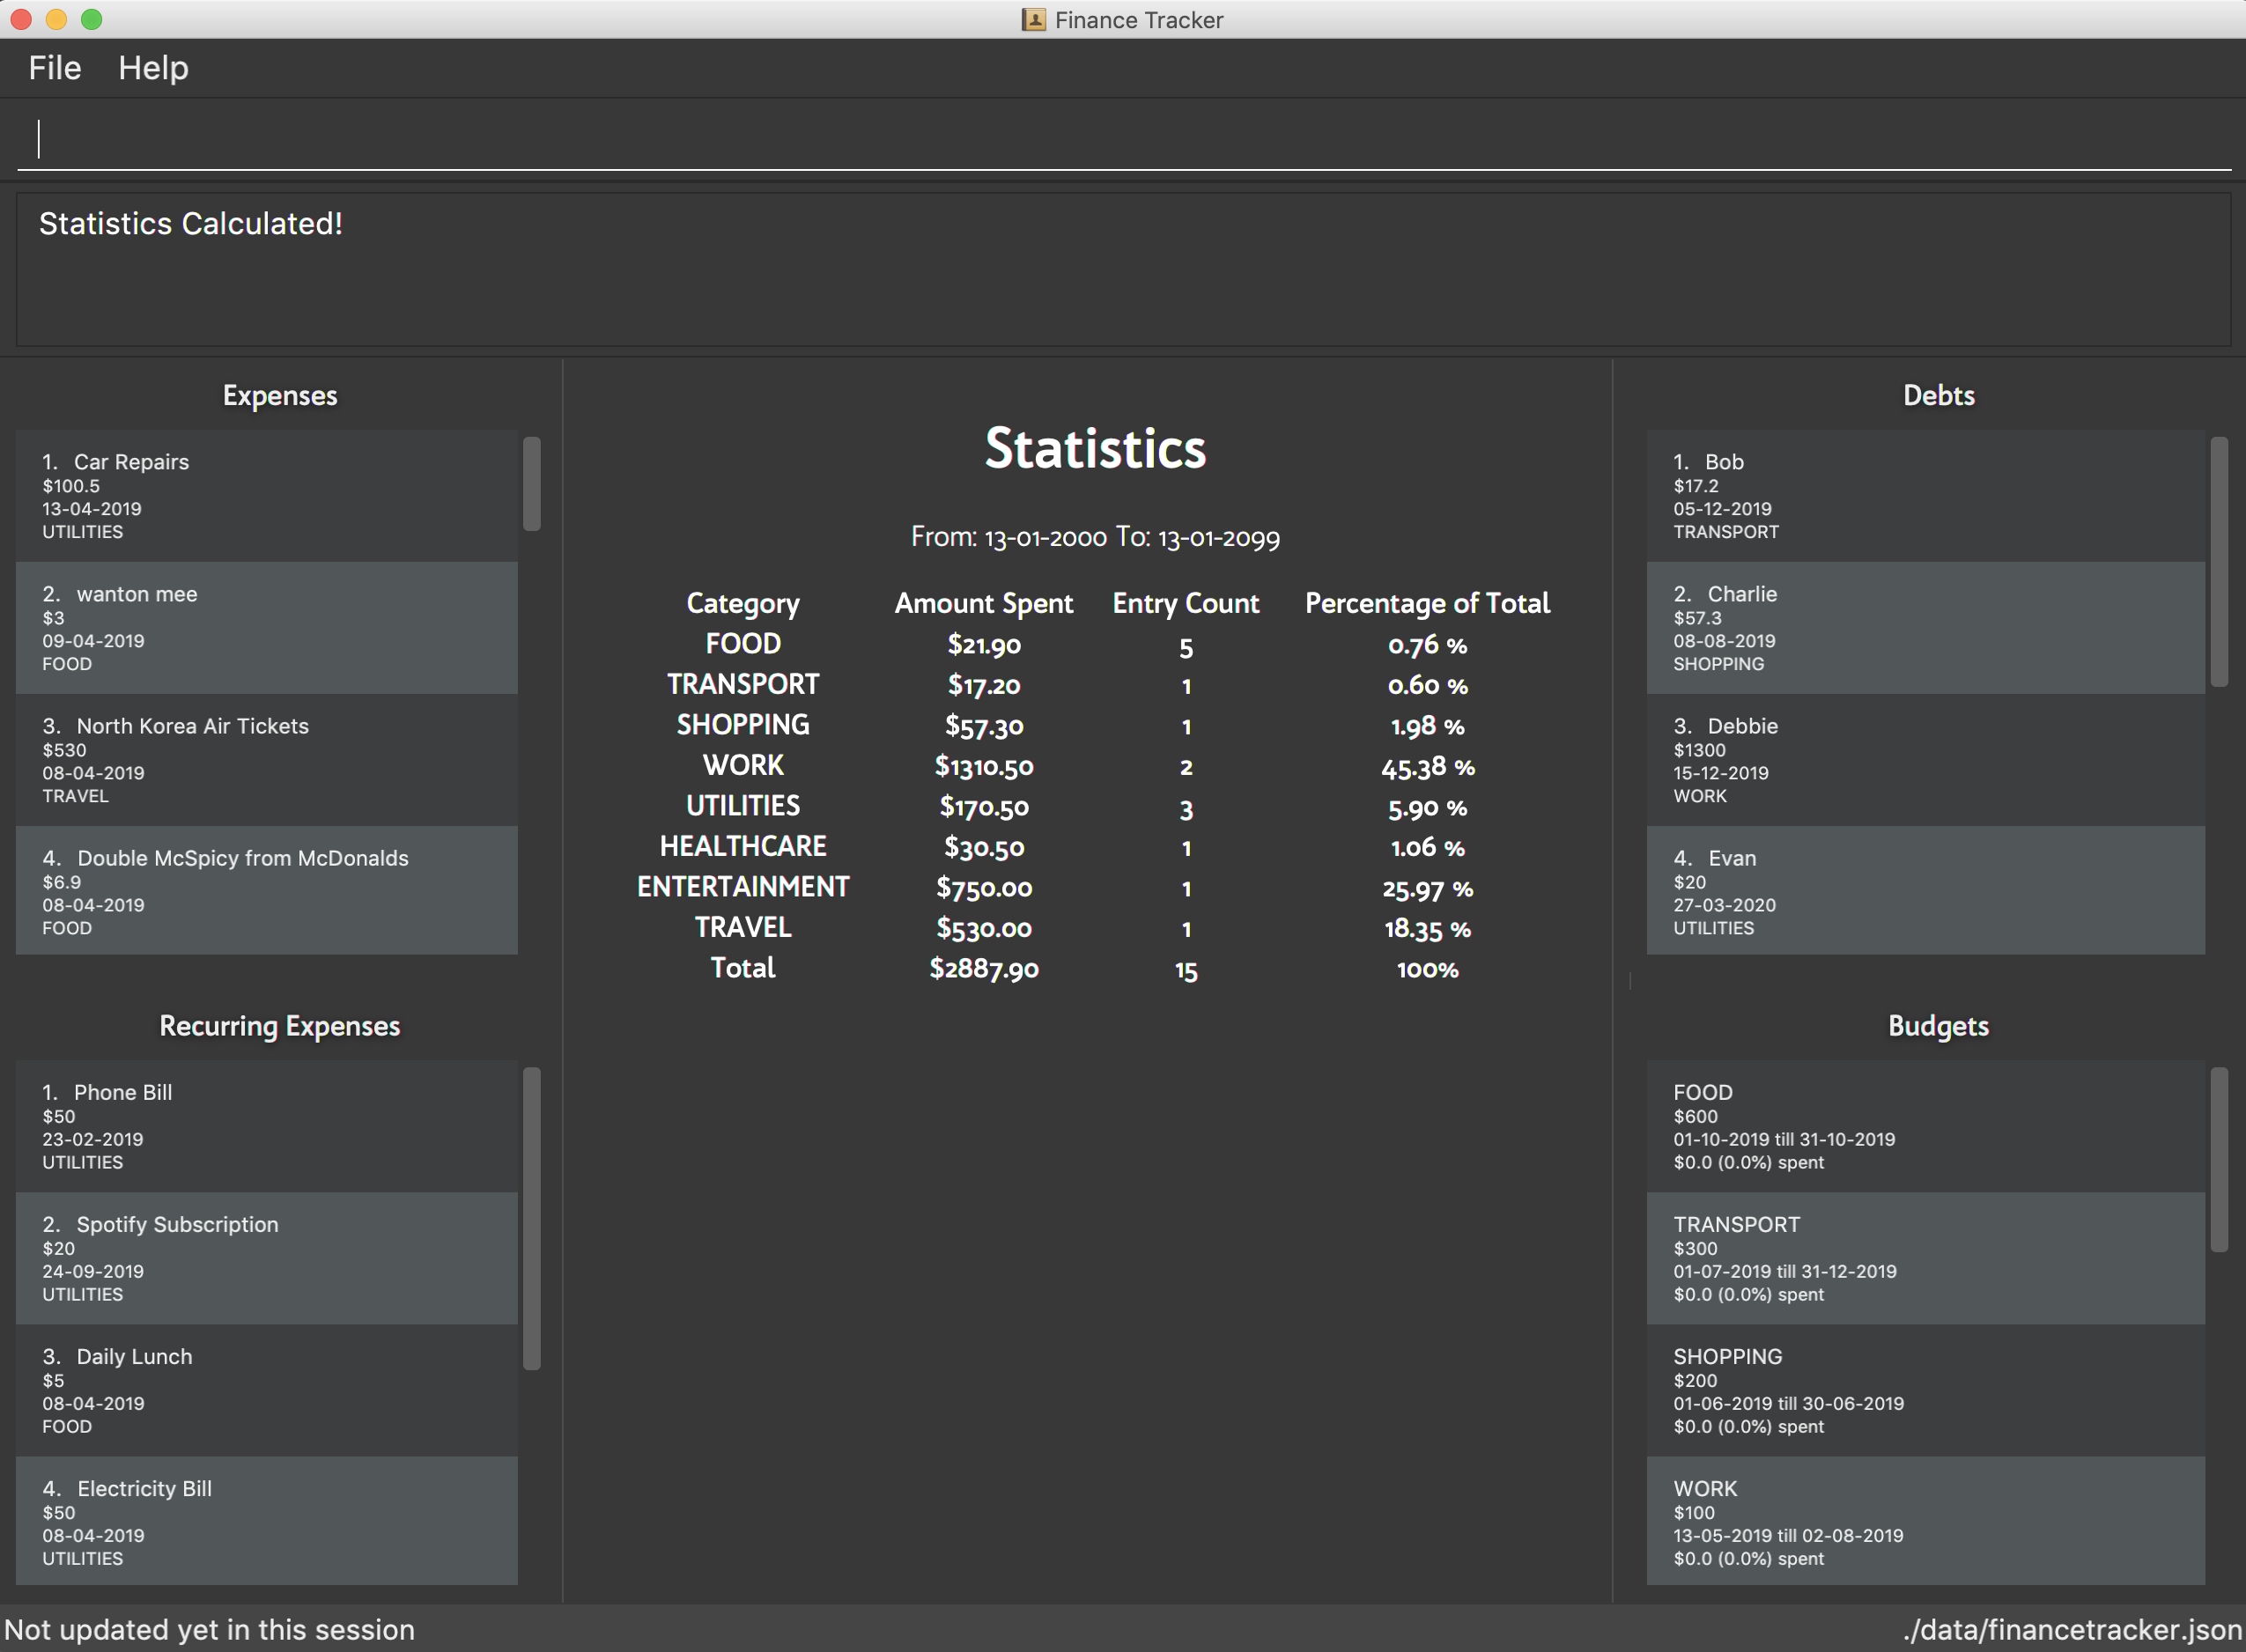 Finance Tracker
File Help
Statistics Calculated!
Expenses
1. Car Repairs
$100.5
13-04-2019
UTILITIES
2. wanton mee
$3
09-04-2019
FOOD
3. North Korea Air Tickets
$530
08-04-2019
TRAVEL
4. Double McSpicy from McDonalds
$6.9
08-04-2019
FOOD
Recurring Expenses
1. Phone Bill
$50
23-02-2019
UTILITIES
2. Spotify Subscription
$20
24-09-2019
UTILITIES
3. Daily Lunch
$5
08-04-2019
FOOD
4. Electricity Bill
$50
08-04-2019
UTILITIES
Statistics
From: 13-01-2000 To: 13-01-2099
Category Amount Spent Entry Count Percentage of Total
FOOD $21.90 5 0.76 %
TRANSPORT $17.20 1 0.60 %
SHOPPING $57.30 1 1.98 %
WORK $1310.50 2 45.38 %
UTILITIES $170.50 3 5.90 %
HEALTHCARE $30.50 1 1.06 %
ENTERTAINMENT $750.00 1 25.97 %
TRAVEL $530.00 1 18.35 %
Total $2887.90 15 100%
Debts
1. Bob
$17.2
05-12-2019
TRANSPORT
2. Charlie
$57.3
08-08-2019
SHOPPING
3. Debbie
$1300
15-12-2019
WORK
4. Evan
$20
27-03-2020
UTILITIES
Budgets
FOOD
$600
01-10-2019 till 31-10-2019
$0.0 (0.0%) spent
TRANSPORT
$300
01-07-2019 till 31-12-2019
$0.0 (0.0%) spent
SHOPPING
$200
01-06-2019 till 30-06-2019
$0.0 (0.0%) spent
WORK
$100
13-05-2019 till 02-08-2019
$0.0 (0.0%) spent
Not updated yet in this session
./data/financetracker.json